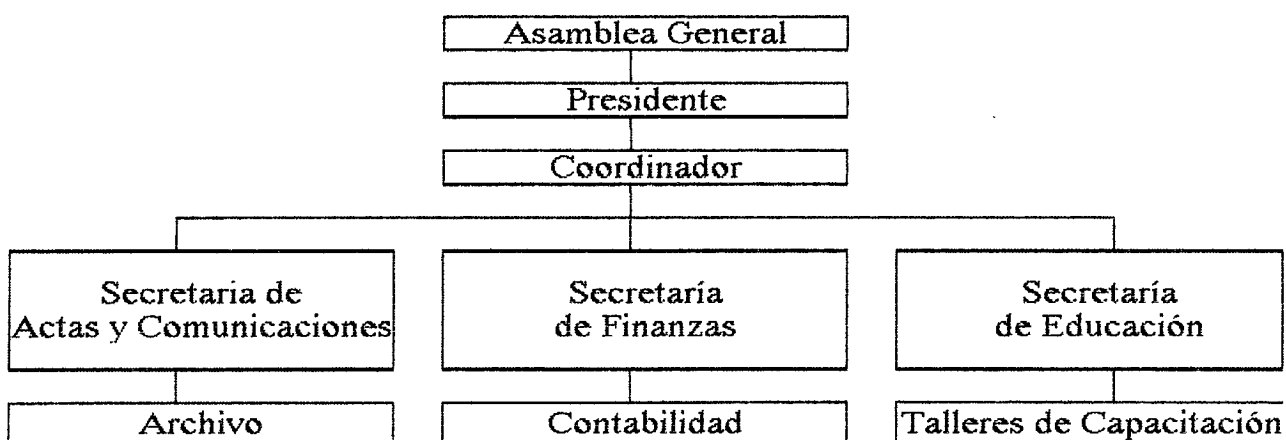 Asamblea General
Presidente
Coordinador
Secretaria de
Actas y Comunicaciones
Secretaría
de Finanzas
Secretaría
de Educación
Archivo
Contabilidad
Talleres de Capacitación